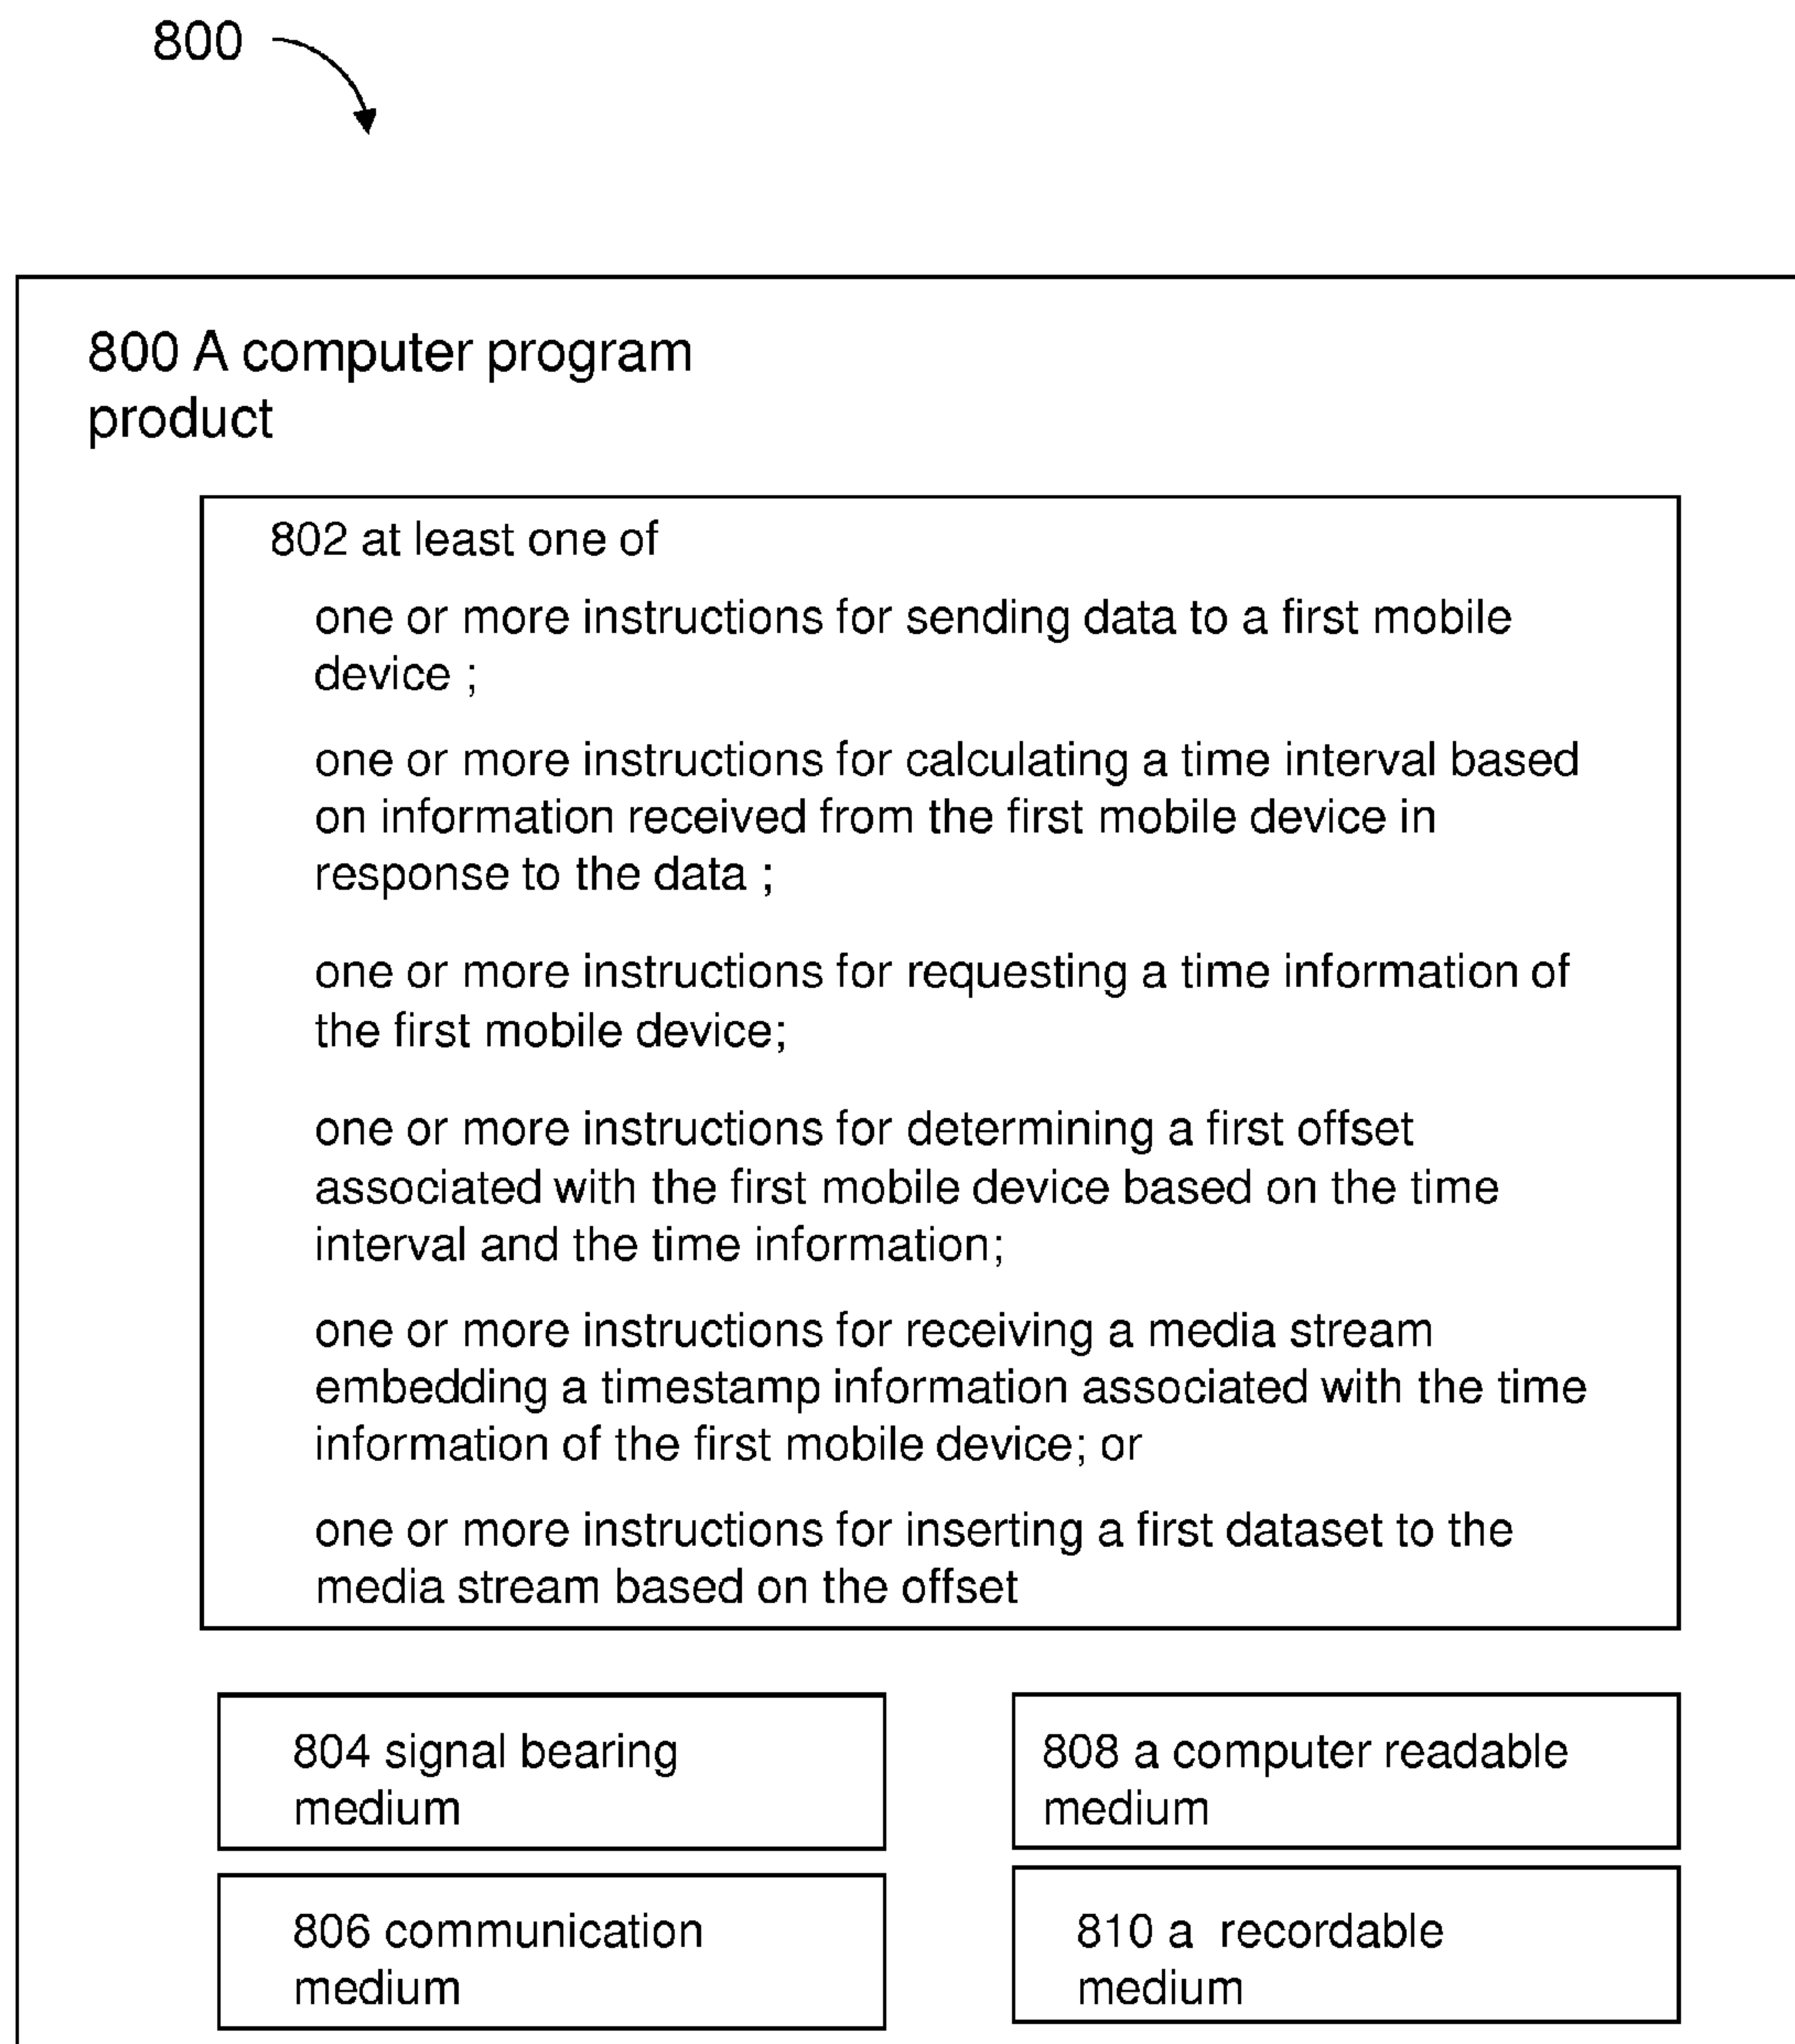 800
800 A computer program
product
802 at least one of
one or more instructions for sending data to a first mobile
device ;
one or more instructions for calculating a time interval based
on information received from the first mobile device in
response to the data ;
one or more instructions for requesting a time information of
the first mobile device;
one or more instructions for determining a first offset
associated with the first mobile device based on the time
interval and the time information;
one or more instructions for receiving a media stream
embedding a timestamp information associated with the time
information of the first mobile device; or
one or more instructions for inserting a first dataset to the
media stream based on the offset
804 signal bearing
medium
808 a computer readable
medium
806 communication
medium
810 a recordable
medium